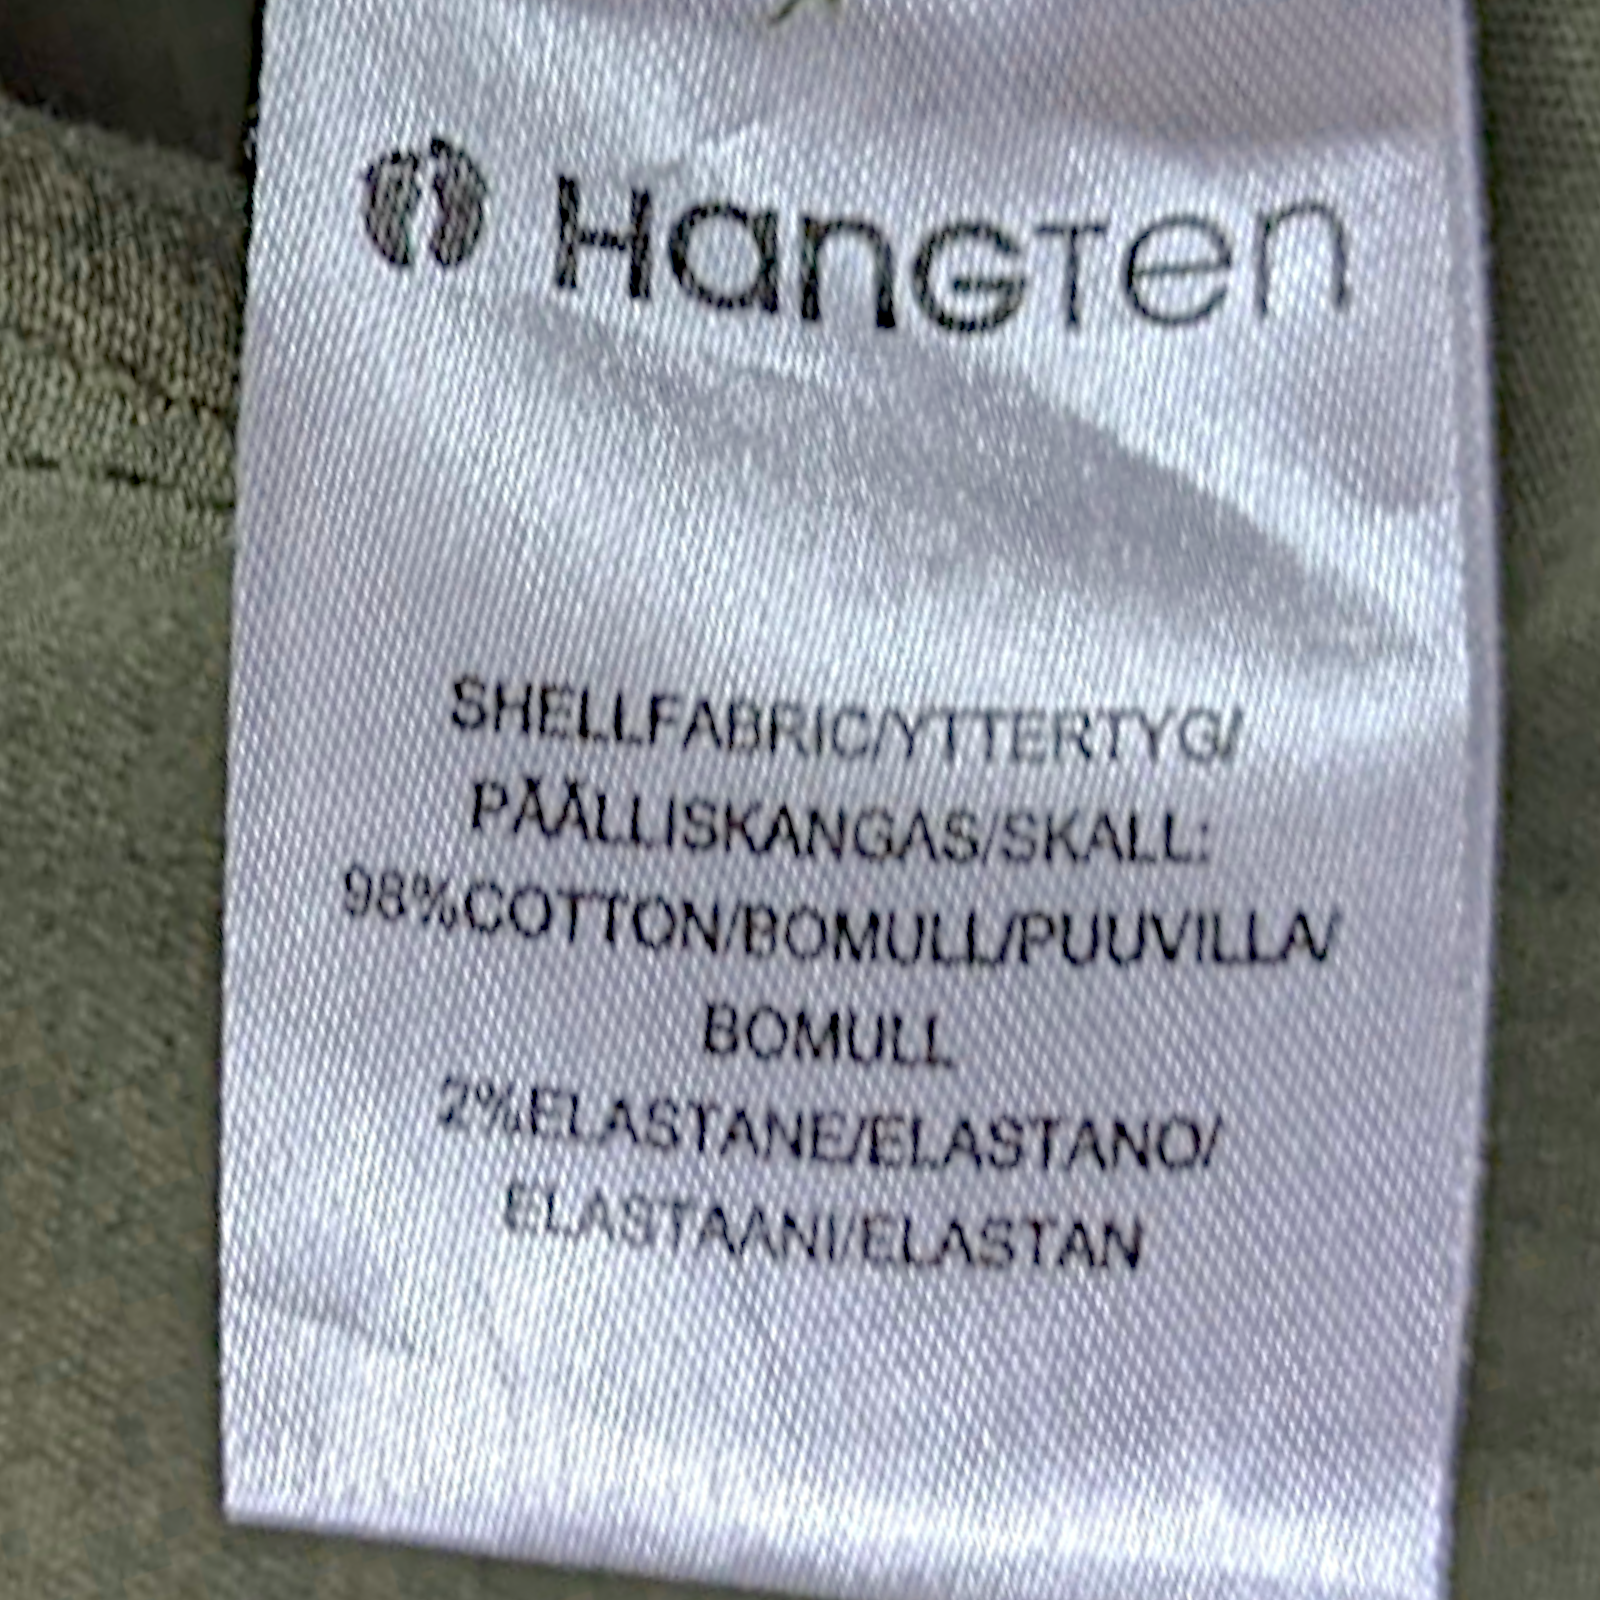 HangTen
SHELLFABRIC/YTTERTYG/
PÄÄLLISKANGAS/SKALL:
98%COTTON/BOMULL/PUUVILLA/
BOMULL
2%ELASTANE/ELASTANO/
ELASTAANI/ELASTAN